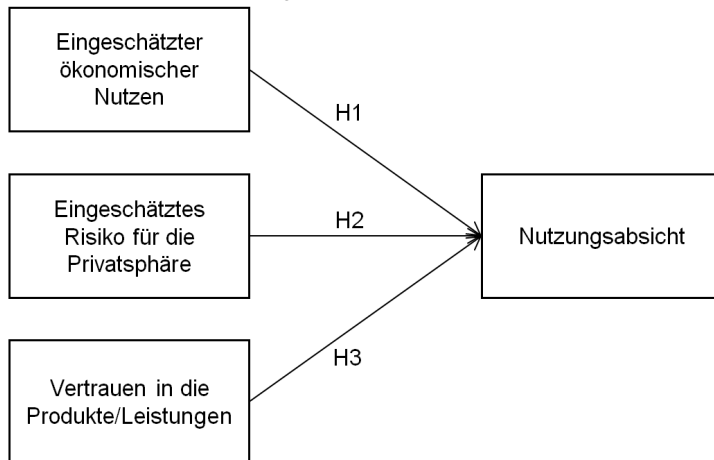 Eingeschätzter
ökonomischer
Nutzen
H1
Eingeschätztes
Risiko für die
Privatsphäre
H2
Nutzungsabsicht
H3
Vertrauen in die
Produkte/Leistungen